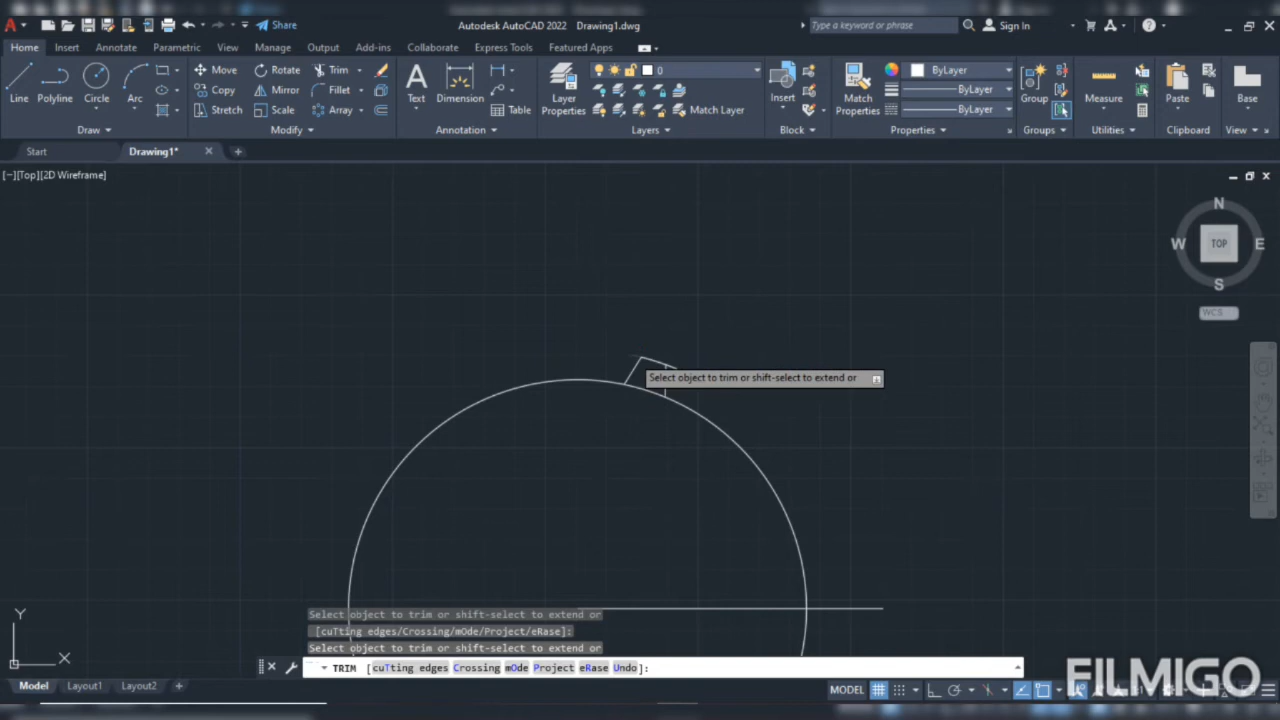 Share
Autodesk AutoCAD 2022 Drawing1.dwg
Type a keyword or phrase
Sign In
Home Insert Annotate Parametric View Manage Output Add-ins Collaborate Express Tools Featured Apps
Line Polyline Circle Arc
Move Rotate Trim
Copy Mirror Fillet
Stretch Scale Array
Text Dimension Table
Layer Properties
0
Match Layer
Insert
Match Properties
ByLayer
ByLayer
ByLayer
Group
Measure
Paste
Base
Draw Modify Annotation Layers Block Properties Groups Utilities Clipboard View
Start Drawing1*
[−][Top][2D Wireframe]
N
W TOP E
S
WCS
Select object to trim or shift-select to extend or
Y
X
Select object to trim or shift-select to extend or
[cuTting edges/Crossing/mOde/Project/eRase]:
Select object to trim or shift-select to extend or
TRIM [cuTting edges Crossing mOde Project eRase Undo]:
Model Layout1 Layout2
MODEL
FILMIGO